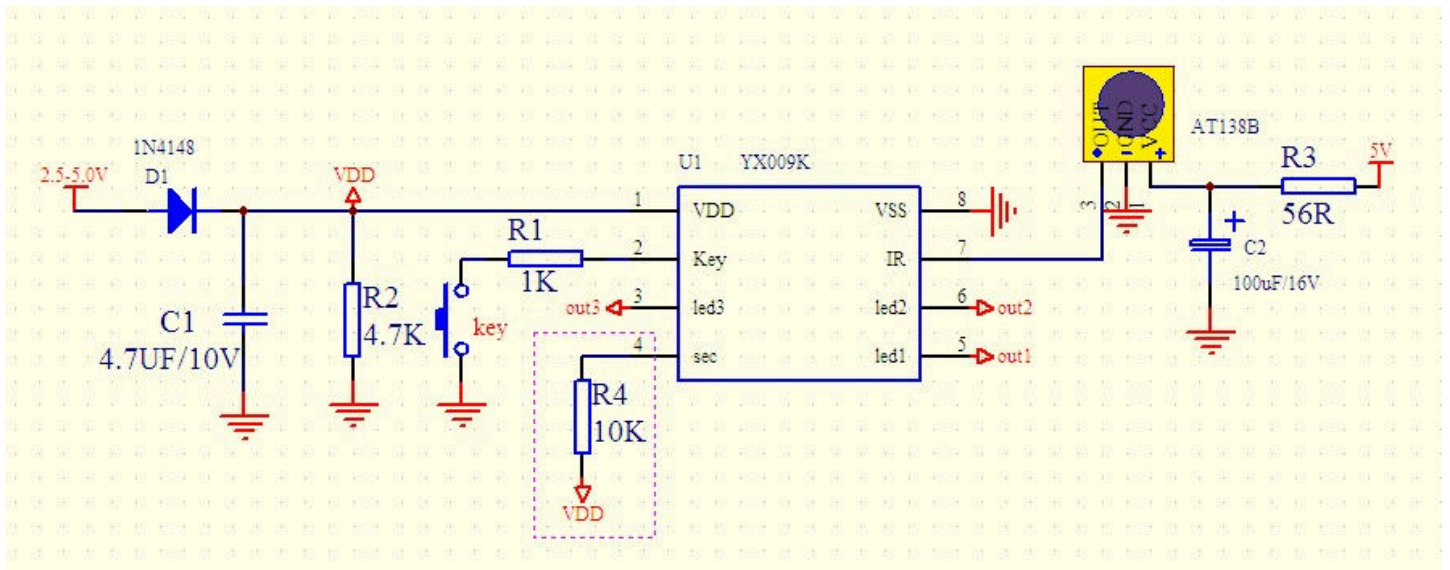 AT138B
OUT
GND
VCC
3
2
1
R3
56R
5V
C2
100uF/16V
2.5-5.0V
1N4148
D1
VDD
C1
4.7UF/10V
R2
4.7K
R1
1K
key
out3
R4
10K
VDD
U1 YX009K
1 VDD
2 Key
3 led3
4 sec
VSS 8
IR 7
led2 6
led1 5
out2
out1